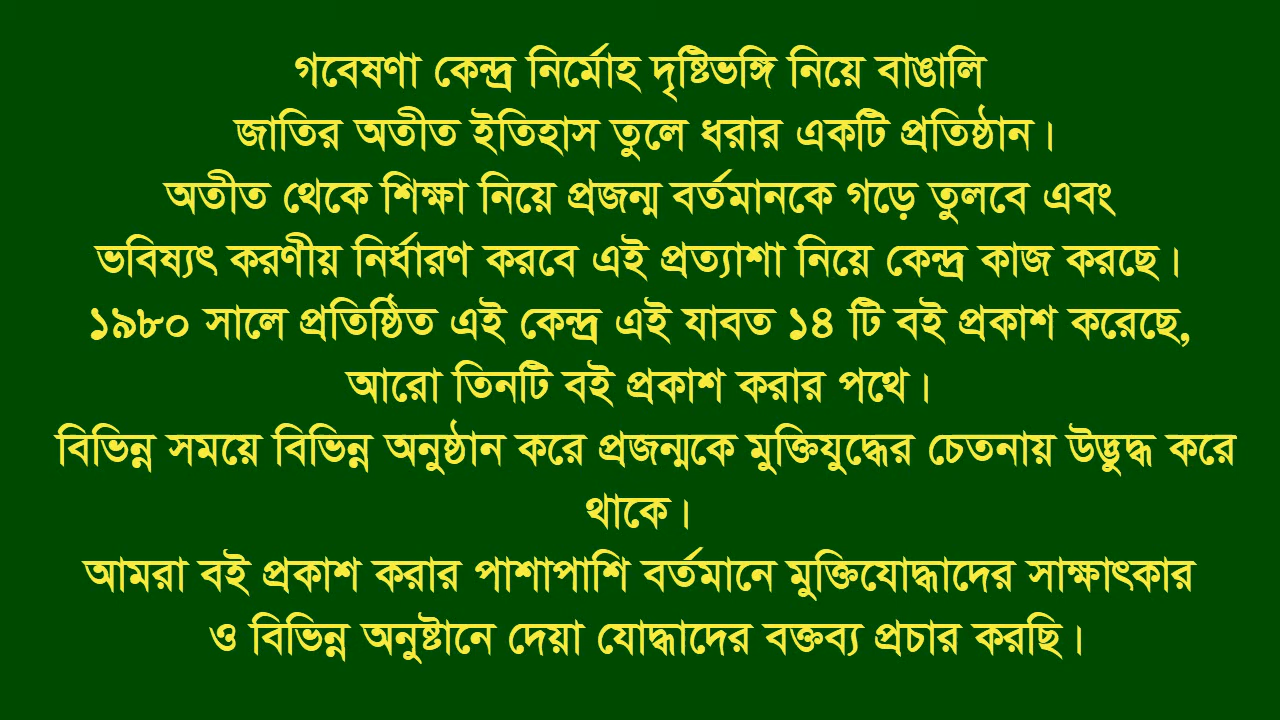 গবেষণা কেন্দ্র নির্মোহ দৃষ্টিভঙ্গি নিয়ে বাঙালি
জাতির অতীত ইতিহাস তুলে ধরার একটি প্রতিষ্ঠান।
অতীত থেকে শিক্ষা নিয়ে প্রজন্ম বর্তমানকে গড়ে তুলবে এবং
ভবিষ্যৎ করণীয় নির্ধারণ করবে এই প্রত্যাশা নিয়ে কেন্দ্র কাজ করছে।
১৯৮০ সালে প্রতিষ্ঠিত এই কেন্দ্র এই যাবত ১৪ টি বই প্রকাশ করেছে,
আরো তিনটি বই প্রকাশ করার পথে।
বিভিন্ন সময়ে বিভিন্ন অনুষ্ঠান করে প্রজন্মকে মুক্তিযুদ্ধের চেতনায় উদ্ভুদ্ধ করে
থাকে।
আমরা বই প্রকাশ করার পাশাপাশি বর্তমানে মুক্তিযোদ্ধাদের সাক্ষাৎকার
ও বিভিন্ন অনুষ্টানে দেয়া যোদ্ধাদের বক্তব্য প্রচার করছি।